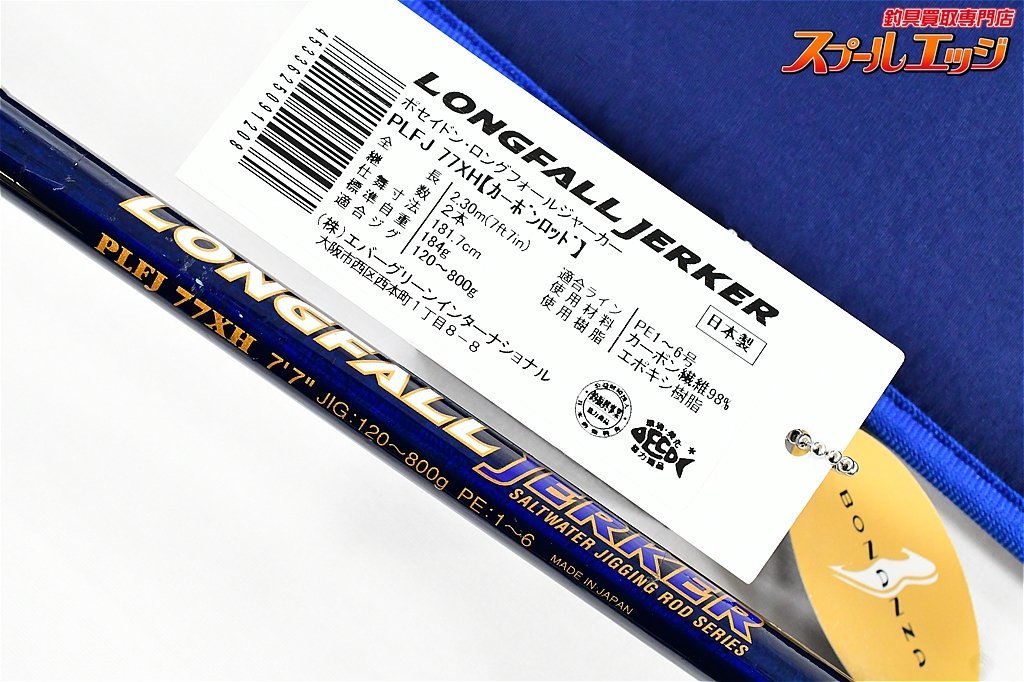 釣具買取専門店
スプールエッジ
4533625091208
LONGFALL JERKER
ポセイドン・ロングフォールジャーカー
PLFJ 77XH【カーボンロッド】
全長 2.30m(7ft7in)
継数 2本
仕舞寸法 181.7cm
標準自重 184g
適合ジグ 120～800g
適合ライン PE1～6号
使用材料 カーボン繊維98%
使用樹脂 エポキシ樹脂
(株)エバーグリーンインターナショナル
大阪市西区西本町1丁目8-8
日本製
BONANZA
LONGFALL JERKER
PLFJ 77XH 7'7" JIG:120～800g PE:1～6
SALTWATER JIGGING ROD SERIES
MADE IN JAPAN